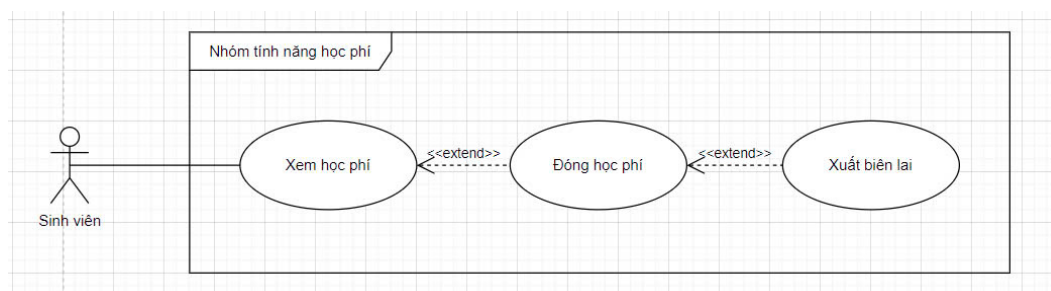 Nhóm tính năng học phí
Xem học phí
<<extend>>
Đóng học phí
<<extend>>
Xuất biên lai
Sinh viên